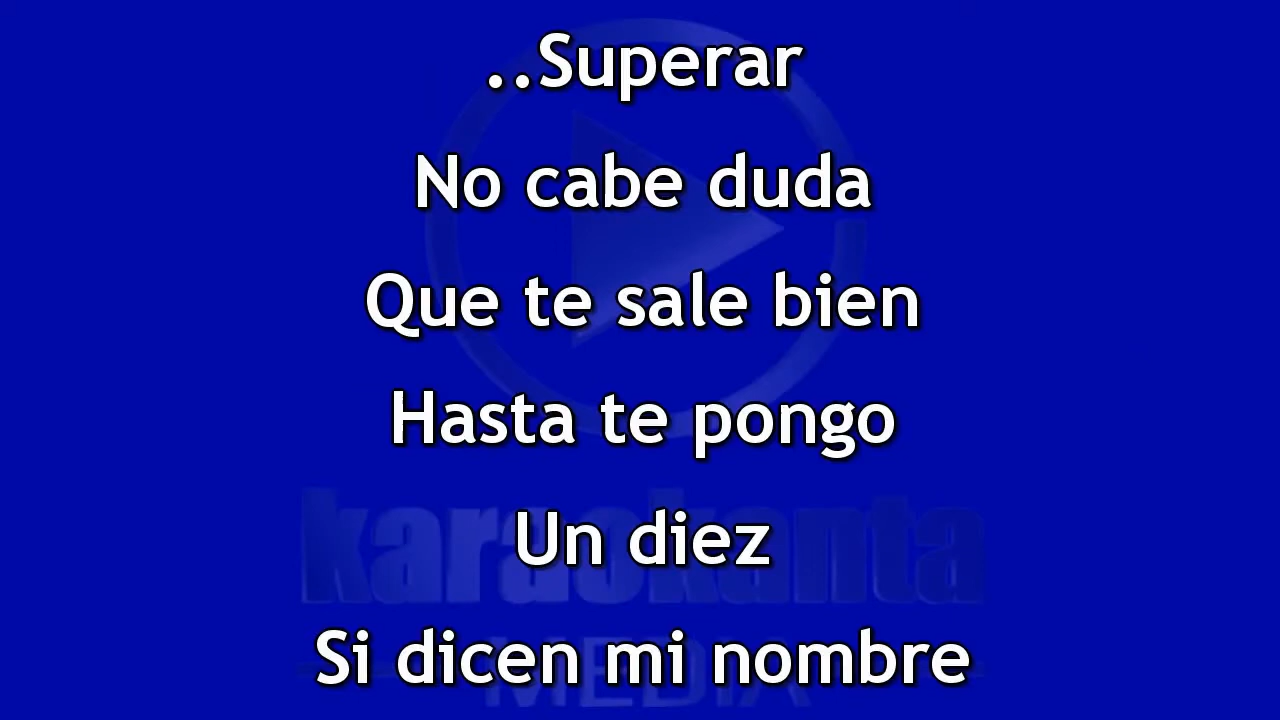 ..Superar
No cabe duda
Que te sale bien
Hasta te pongo
Un diez
karaokanta
Si dicen mi nombre
MEDIA